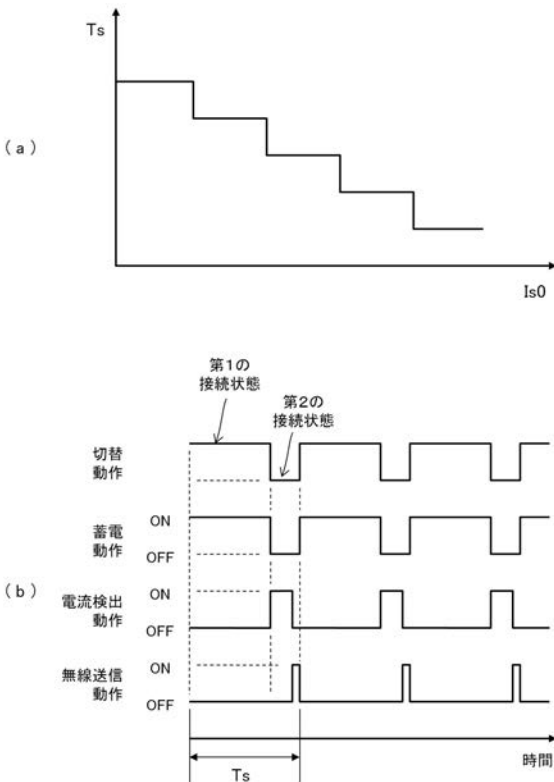 Ts
(a)
Is0
第1の
接続状態
第2の
接続状態
切替
動作
ON
蓄電
動作
OFF
(b)
ON
電流検出
動作
OFF
ON
無線送信
動作
OFF
時間
Ts